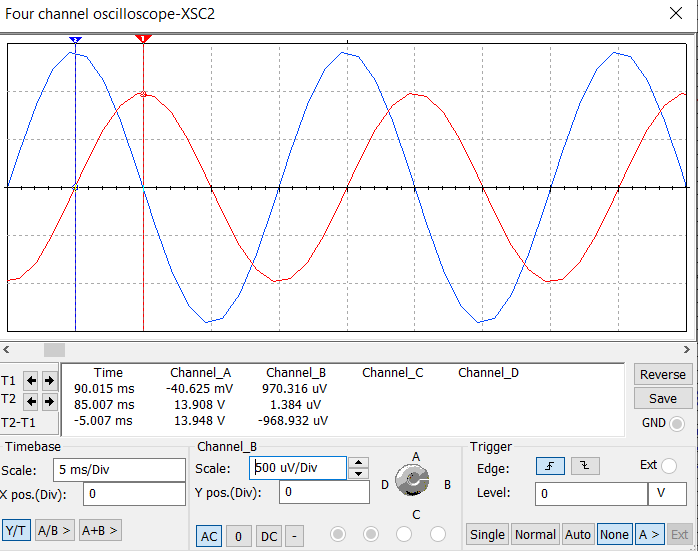 Four channel oscilloscope-XSC2
2 1
Time Channel_A Channel_B Channel_C Channel_D
T1 90.015 ms -40.625 mV 970.316 uV
T2 85.007 ms 13.908 V 1.384 uV
T2-T1 -5.007 ms 13.948 V -968.932 uV
Reverse
Save
GND
Timebase
Scale: 5 ms/Div
X pos.(Div): 0
Y/T A/B > A+B >
Channel_B
Scale: 500 uV/Div
Y pos.(Div): 0
AC 0 DC -
A
D B
C
Trigger
Edge: Ext
Level: 0 V
Single Normal Auto None A > Ext